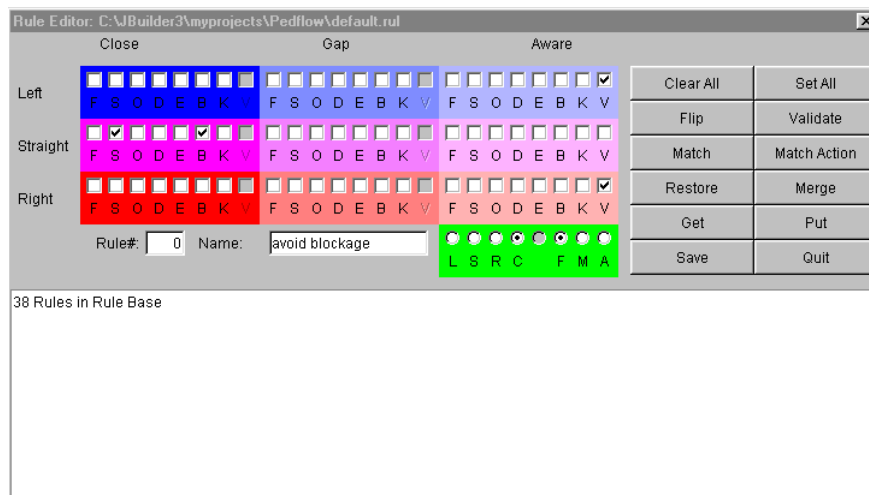 Rule Editor: C:\JBuilder3\myprojects\Pedflow\default.rul
Close Gap Aware
Left
F S O D E B K V F S O D E B K V F S O D E B K V
Straight
F S O D E B K V F S O D E B K V F S O D E B K V
Right
F S O D E B K V F S O D E B K V F S O D E B K V
Rule#: 0 Name: avoid blockage
L S R C F M A
Clear All Set All
Flip Validate
Match Match Action
Restore Merge
Get Put
Save Quit
38 Rules in Rule Base